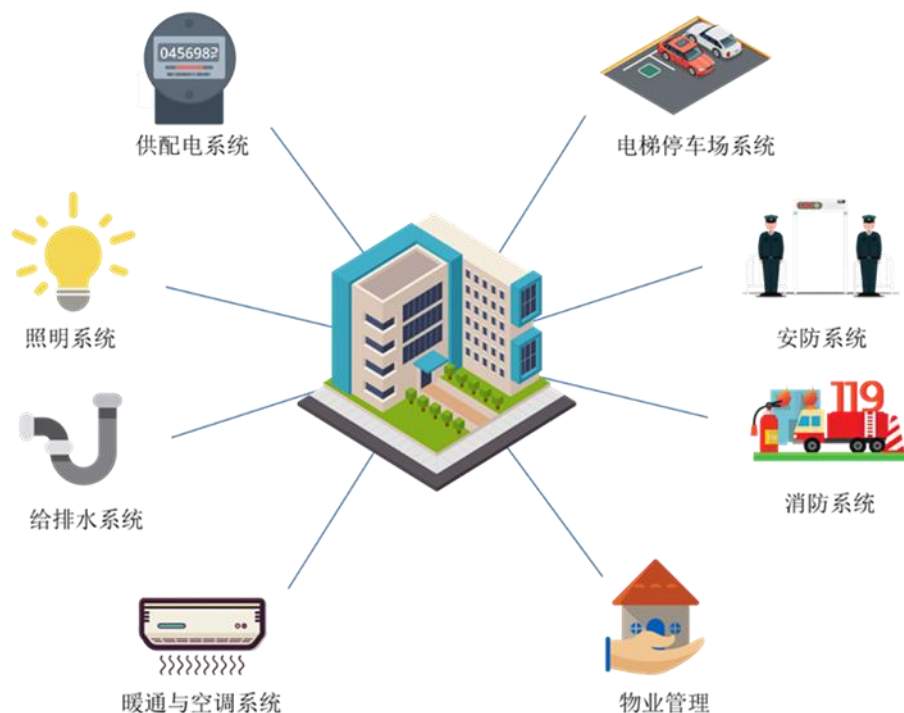 0456982
供配电系统
电梯停车场系统
照明系统
安防系统
给排水系统
119
消防系统
暖通与空调系统
物业管理